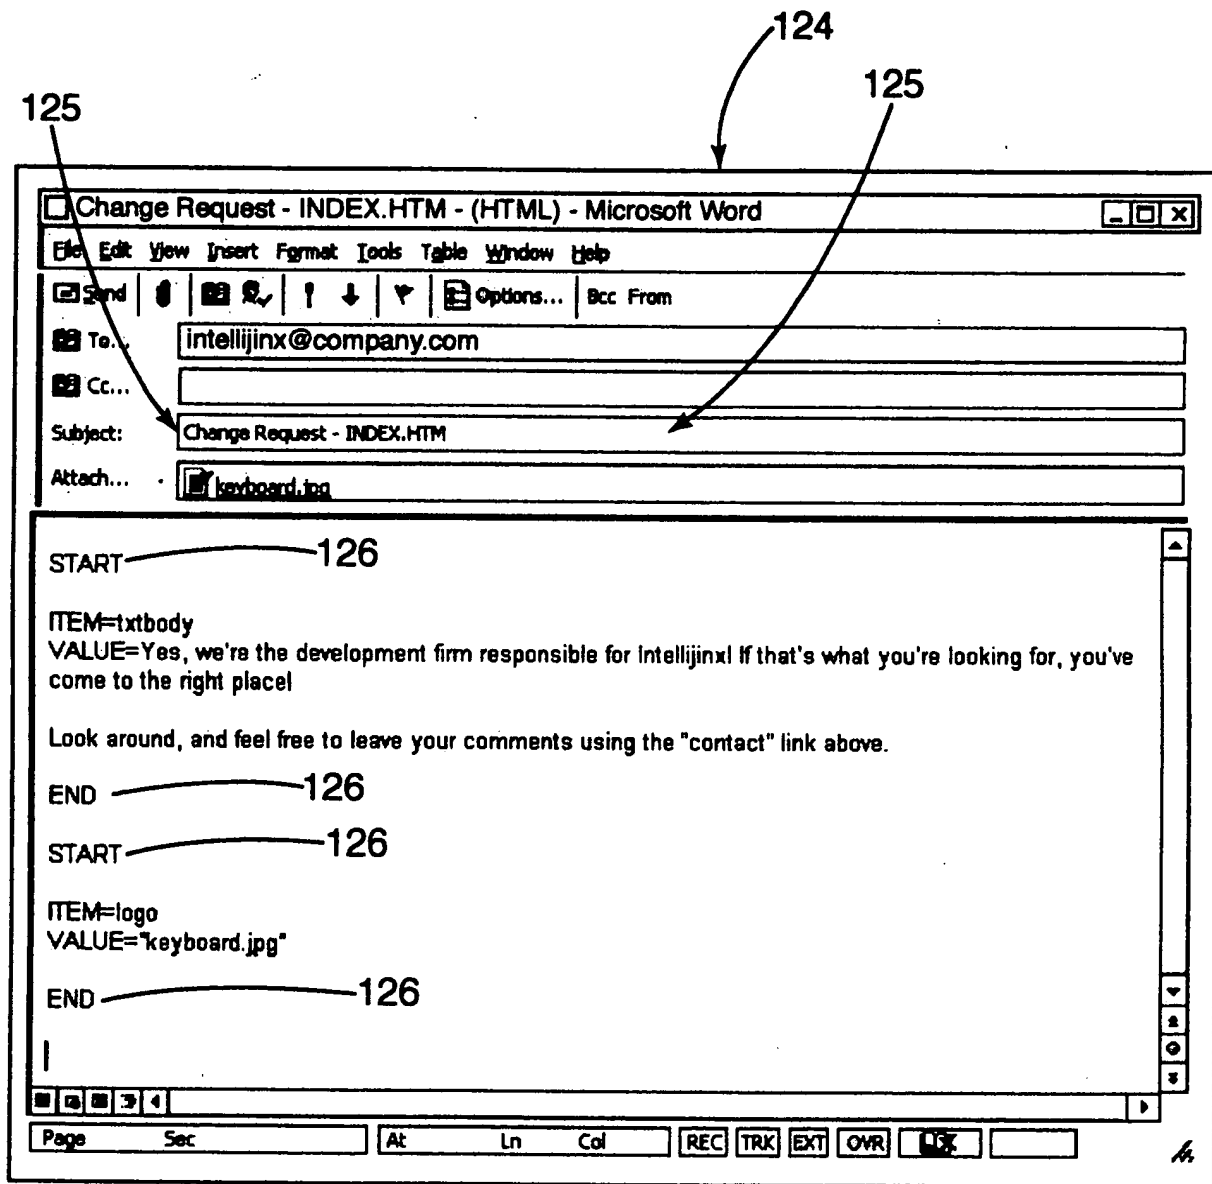 124
125
125
Change Request - INDEX.HTM - (HTML) - Microsoft Word
File Edit View Insert Format Tools Table Window Help
Send Options... Bcc From
To... intellijinx@company.com
Cc...
Subject: Change Request - INDEX.HTM
Attach... keyboard.jpg
START 126
ITEM=txtbody
VALUE=Yes, we're the development firm responsible for Intellijinx! If that's what you're looking for, you've
come to the right place!
Look around, and feel free to leave your comments using the "contact" link above.
END 126
START 126
ITEM=logo
VALUE="keyboard.jpg"
END 126
Page Sec At Ln Col REC TRK EXT OVR